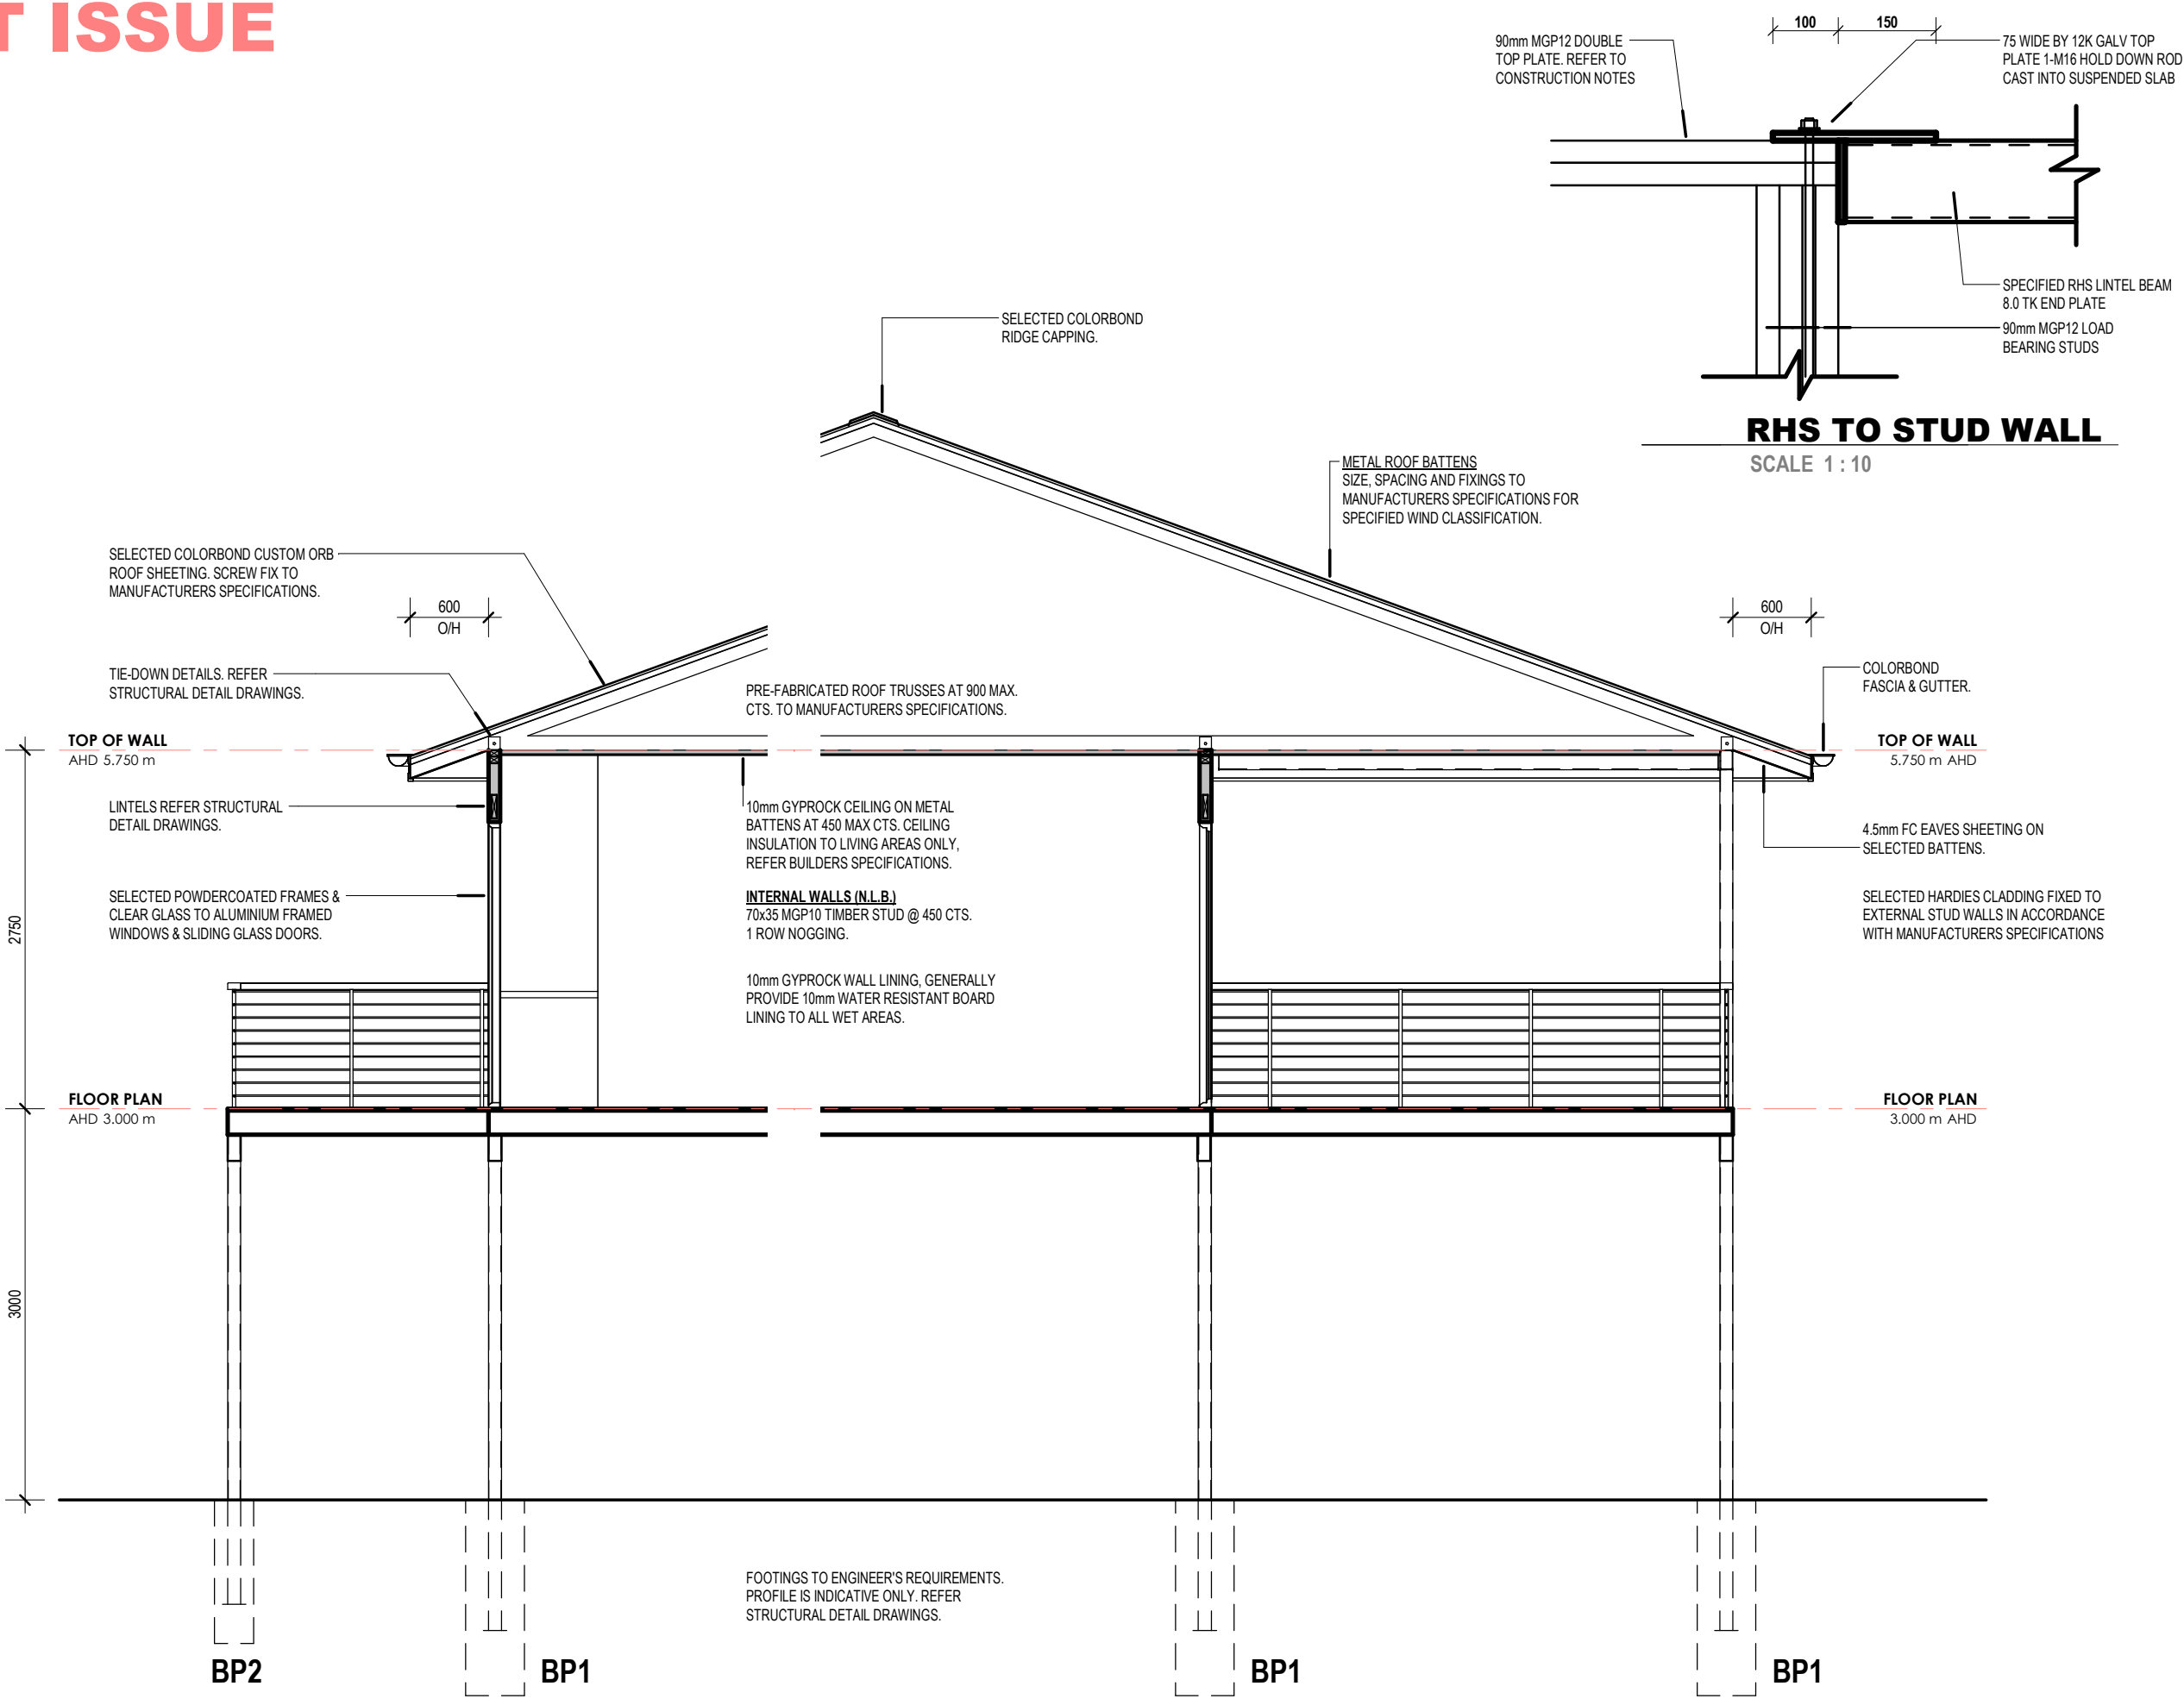 T ISSUE
100
150
90mm MGP12 DOUBLE
TOP PLATE. REFER TO
CONSTRUCTION NOTES
75 WIDE BY 12K GALV TOP
PLATE 1-M16 HOLD DOWN ROD
CAST INTO SUSPENDED SLAB
SPECIFIED RHS LINTEL BEAM
8.0 TK END PLATE
90mm MGP12 LOAD
BEARING STUDS
RHS TO STUD WALL
SCALE 1 : 10
SELECTED COLORBOND
RIDGE CAPPING.
METAL ROOF BATTENS
SIZE, SPACING AND FIXINGS TO
MANUFACTURERS SPECIFICATIONS FOR
SPECIFIED WIND CLASSIFICATION.
SELECTED COLORBOND CUSTOM ORB
ROOF SHEETING. SCREW FIX TO
MANUFACTURERS SPECIFICATIONS.
600
O/H
600
O/H
TIE-DOWN DETAILS. REFER
STRUCTURAL DETAIL DRAWINGS.
PRE-FABRICATED ROOF TRUSSES AT 900 MAX.
CTS. TO MANUFACTURERS SPECIFICATIONS.
COLORBOND
FASCIA & GUTTER.
TOP OF WALL
AHD 5.750 m
TOP OF WALL
5.750 m AHD
LINTELS REFER STRUCTURAL
DETAIL DRAWINGS.
10mm GYPROCK CEILING ON METAL
BATTENS AT 450 MAX CTS. CEILING
INSULATION TO LIVING AREAS ONLY,
REFER BUILDERS SPECIFICATIONS.
4.5mm FC EAVES SHEETING ON
SELECTED BATTENS.
SELECTED POWDERCOATED FRAMES &
CLEAR GLASS TO ALUMINIUM FRAMED
WINDOWS & SLIDING GLASS DOORS.
INTERNAL WALLS (N.L.B.)
70x35 MGP10 TIMBER STUD @ 450 CTS.
1 ROW NOGGING.
SELECTED HARDIES CLADDING FIXED TO
EXTERNAL STUD WALLS IN ACCORDANCE
WITH MANUFACTURERS SPECIFICATIONS
2750
10mm GYPROCK WALL LINING, GENERALLY
PROVIDE 10mm WATER RESISTANT BOARD
LINING TO ALL WET AREAS.
FLOOR PLAN
AHD 3.000 m
FLOOR PLAN
3.000 m AHD
3000
FOOTINGS TO ENGINEER'S REQUIREMENTS.
PROFILE IS INDICATIVE ONLY. REFER
STRUCTURAL DETAIL DRAWINGS.
BP2
BP1
BP1
BP1